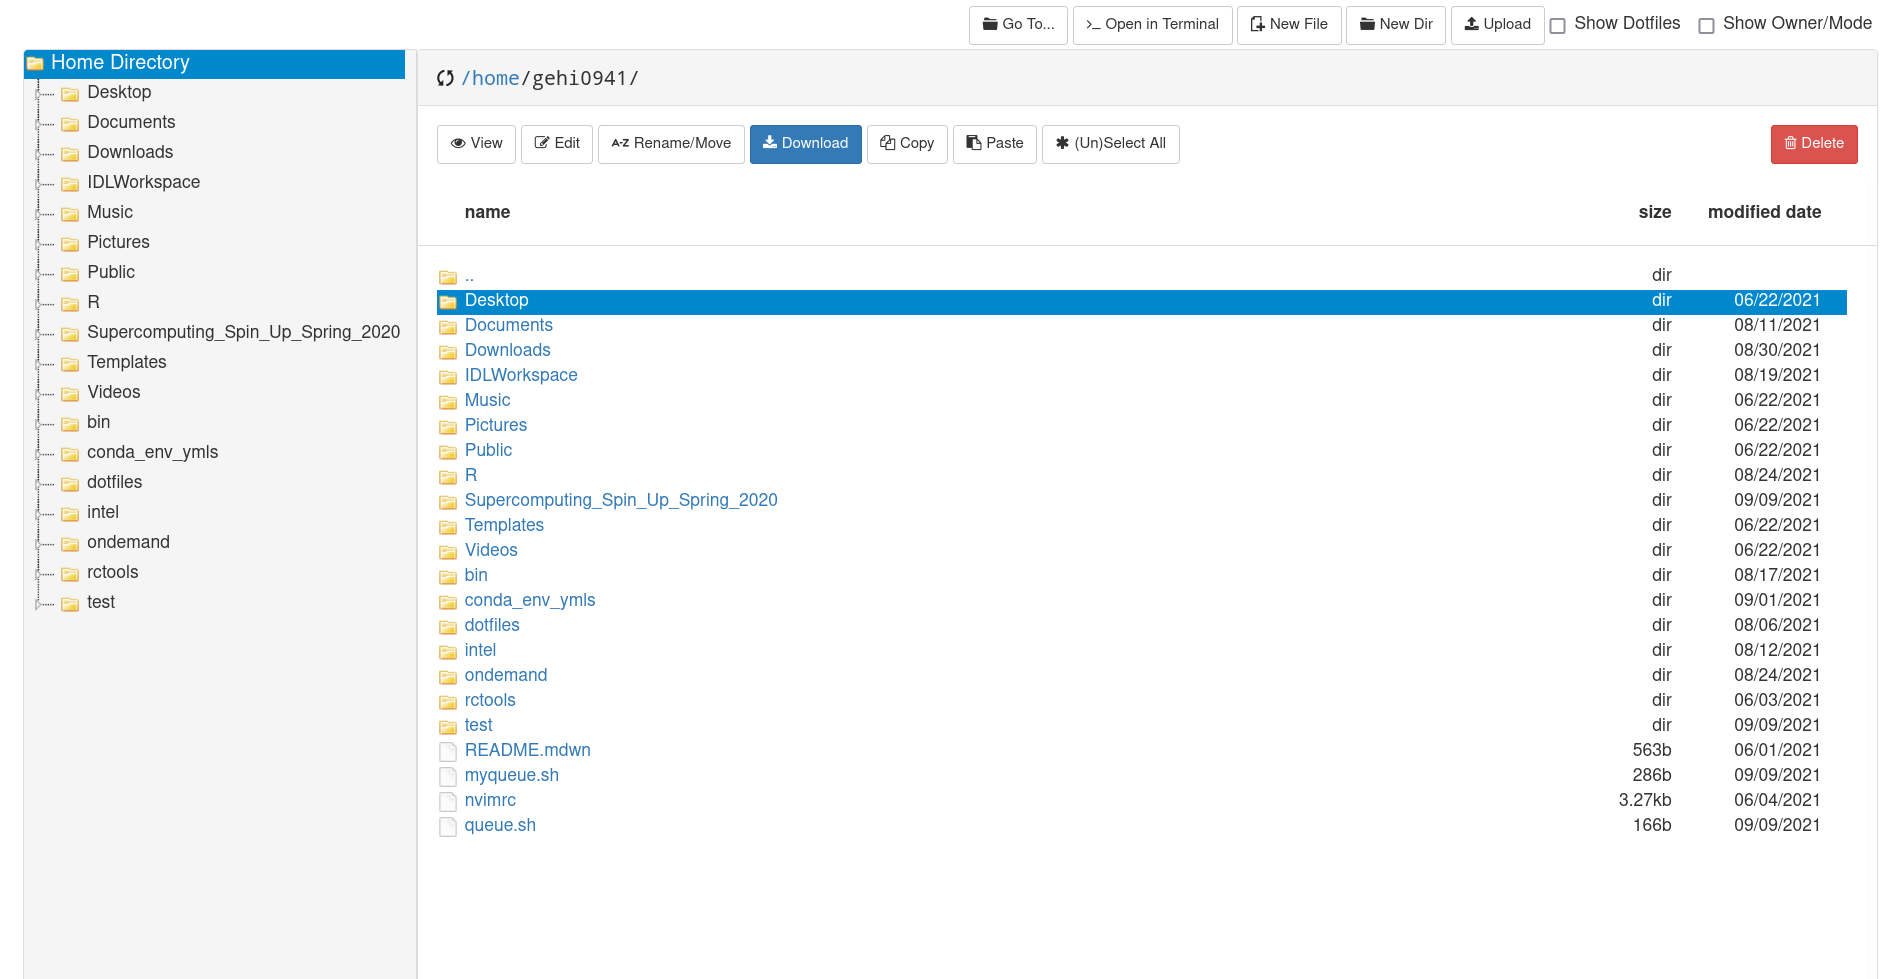 Go To... >_ Open in Terminal New File New Dir Upload Show Dotfiles Show Owner/Mode
Home Directory
Desktop
Documents
Downloads
IDLWorkspace
Music
Pictures
Public
R
Supercomputing_Spin_Up_Spring_2020
Templates
Videos
bin
conda_env_ymls
dotfiles
intel
ondemand
rctools
test
/home/gehi0941/
View Edit A-Z Rename/Move Download Copy Paste (Un)Select All Delete
name size modified date
.. dir
Desktop dir 06/22/2021
Documents dir 08/11/2021
Downloads dir 08/30/2021
IDLWorkspace dir 08/19/2021
Music dir 06/22/2021
Pictures dir 06/22/2021
Public dir 06/22/2021
R dir 08/24/2021
Supercomputing_Spin_Up_Spring_2020 dir 09/09/2021
Templates dir 06/22/2021
Videos dir 06/22/2021
bin dir 08/17/2021
conda_env_ymls dir 09/01/2021
dotfiles dir 08/06/2021
intel dir 08/12/2021
ondemand dir 08/24/2021
rctools dir 06/03/2021
test dir 09/09/2021
README.mdwn 563b 06/01/2021
myqueue.sh 286b 09/09/2021
nvimrc 3.27kb 06/04/2021
queue.sh 166b 09/09/2021